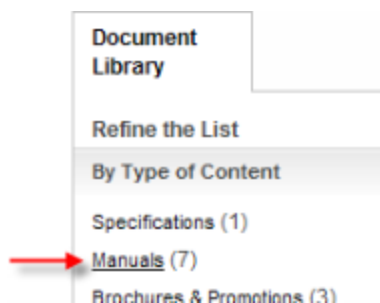 Document
Library
Refine the List
By Type of Content
Specifications (1)
Manuals (7)
Brochures & Promotions (3)